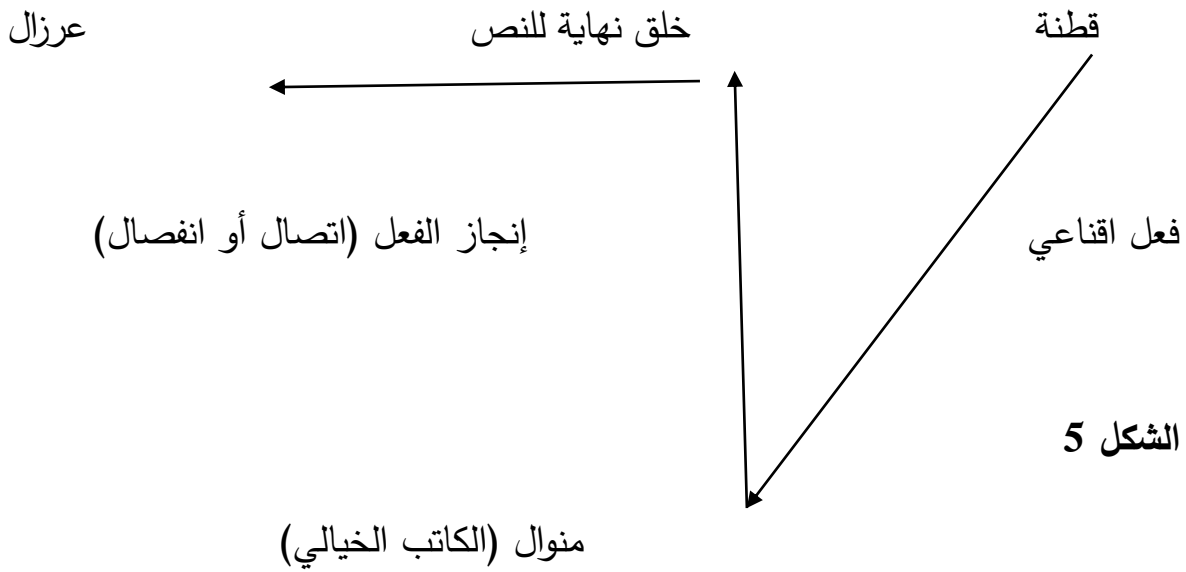 قطنة خلق نهاية للنص عرزال
فعل اقناعي إنجاز الفعل (اتصال أو انفصال)
الشكل 5
منوال (الكاتب الخيالي)